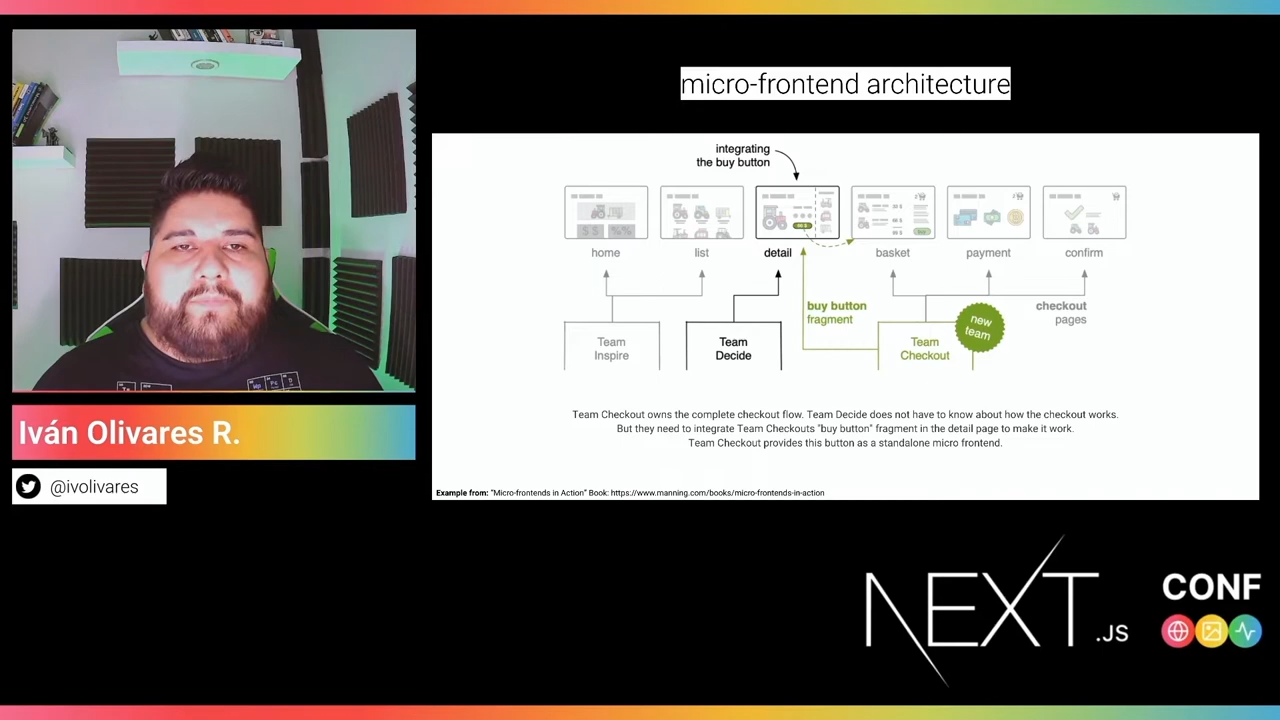 micro-frontend architecture
integrating
the buy button
home
list
detail
basket
payment
confirm
buy button
fragment
checkout
pages
new
team
Team
Inspire
Team
Decide
Team
Checkout
Team Checkout owns the complete checkout flow. Team Decide does not have to know about how the checkout works.
But they need to integrate Team Checkouts "buy button" fragment in the detail page to make it work.
Team Checkout provides this button as a standalone micro frontend.
Example from: "Micro-frontends in Action" Book: https://www.manning.com/books/micro-frontends-in-action
Iván Olivares R.
@ivolivares
NEXT.JS
CONF